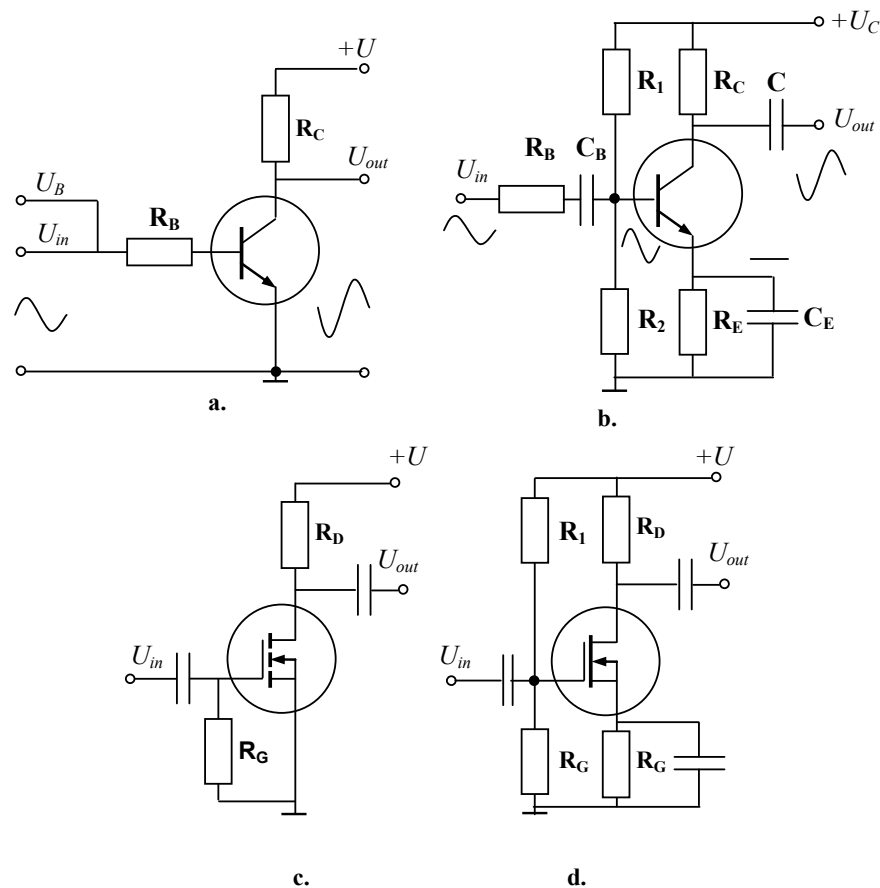 +U
R_C
U_out
U_B
U_in
R_B
a.
+U_C
R_1
R_C
C
U_out
U_in
R_B
C_B
R_2
R_E
C_E
b.
+U
R_D
U_out
U_in
R_G
c.
+U
R_1
R_D
U_out
U_in
R_G
R_G
d.